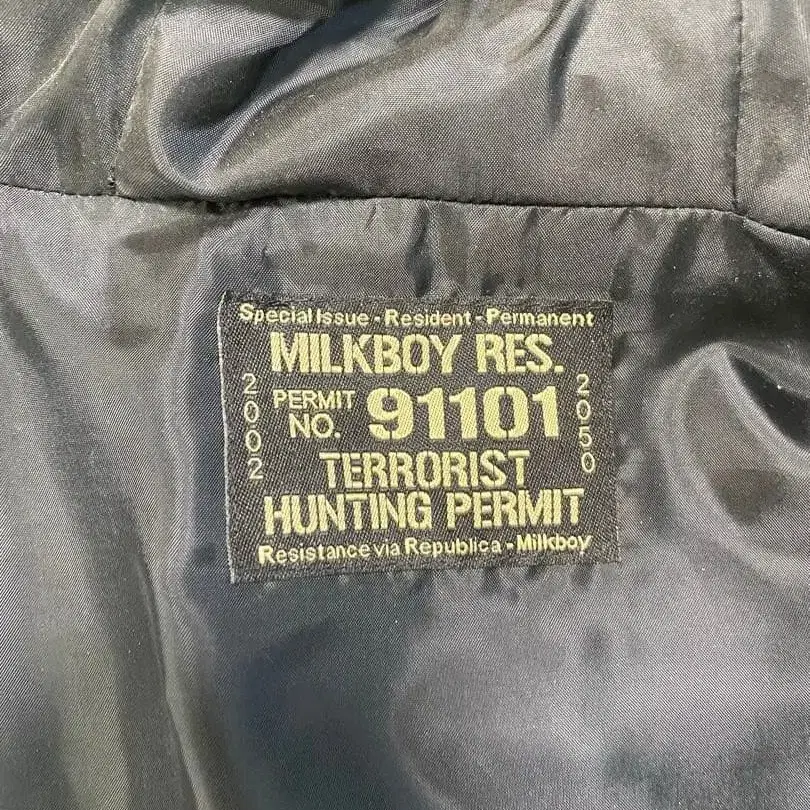 Special Issue - Resident - Permanent
MILKBOY RES.
2002
PERMIT NO. 91101
2050
TERRORIST
HUNTING PERMIT
Resistance via Republica - Milkboy